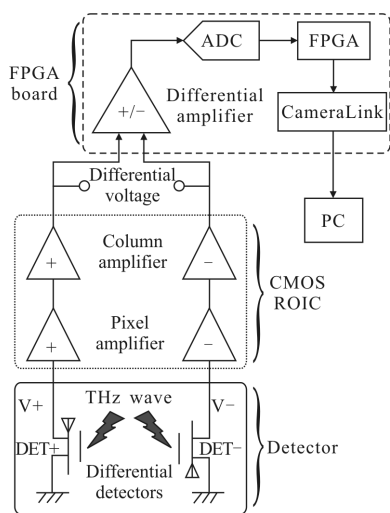 ADC
FPGA
FPGA
board
+/−
Differential
amplifier
CameraLink
Differential
voltage
PC
Column
amplifier
+
−
CMOS
ROIC
Pixel
amplifier
+
−
V+
THz wave
V−
DET+
DET−
Differential
detectors
Detector